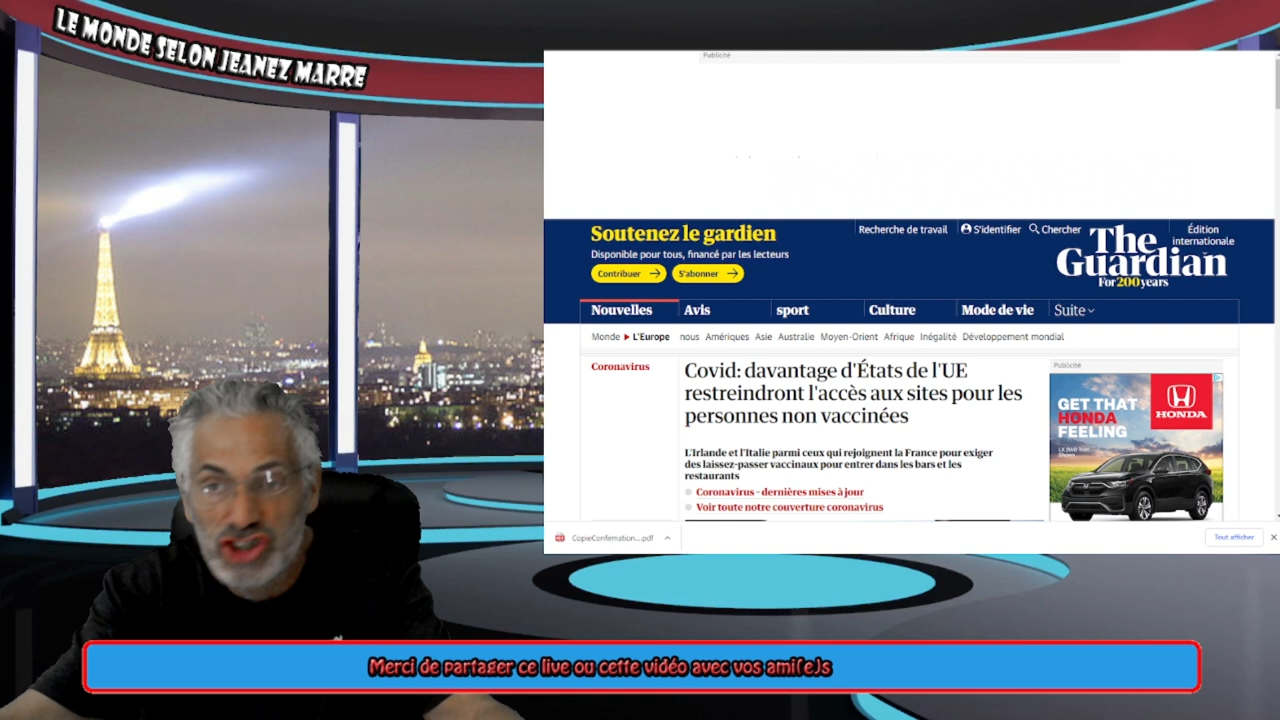 LE MONDE SELON JEANEZ MARRE
Publicité
Soutenez le gardien
Disponible pour tous, financé par les lecteurs
Contribuer
S'abonner
Recherche de travail
S'identifier
Chercher
The
Guardian
For 200 years
Édition
internationale
Nouvelles
Avis
sport
Culture
Mode de vie
Suite
Monde
L'Europe
nous
Amériques
Asie
Australie
Moyen-Orient
Afrique
Inégalité
Développement mondial
Coronavirus
Covid: davantage d'États de l'UE
restreindront l'accès aux sites pour les
personnes non vaccinées
L'Irlande et l'Italie parmi ceux qui rejoignent la France pour exiger
des laissez-passer vaccinaux pour entrer dans les bars et les
restaurants
Coronavirus - dernières mises à jour
Voir toute notre couverture coronavirus
Publicité
GET THAT
HONDA
FEELING
HONDA
CopieConfirmation....pdf
Tout afficher
Merci de partager ce live ou cette vidéo avec vos ami(e)s